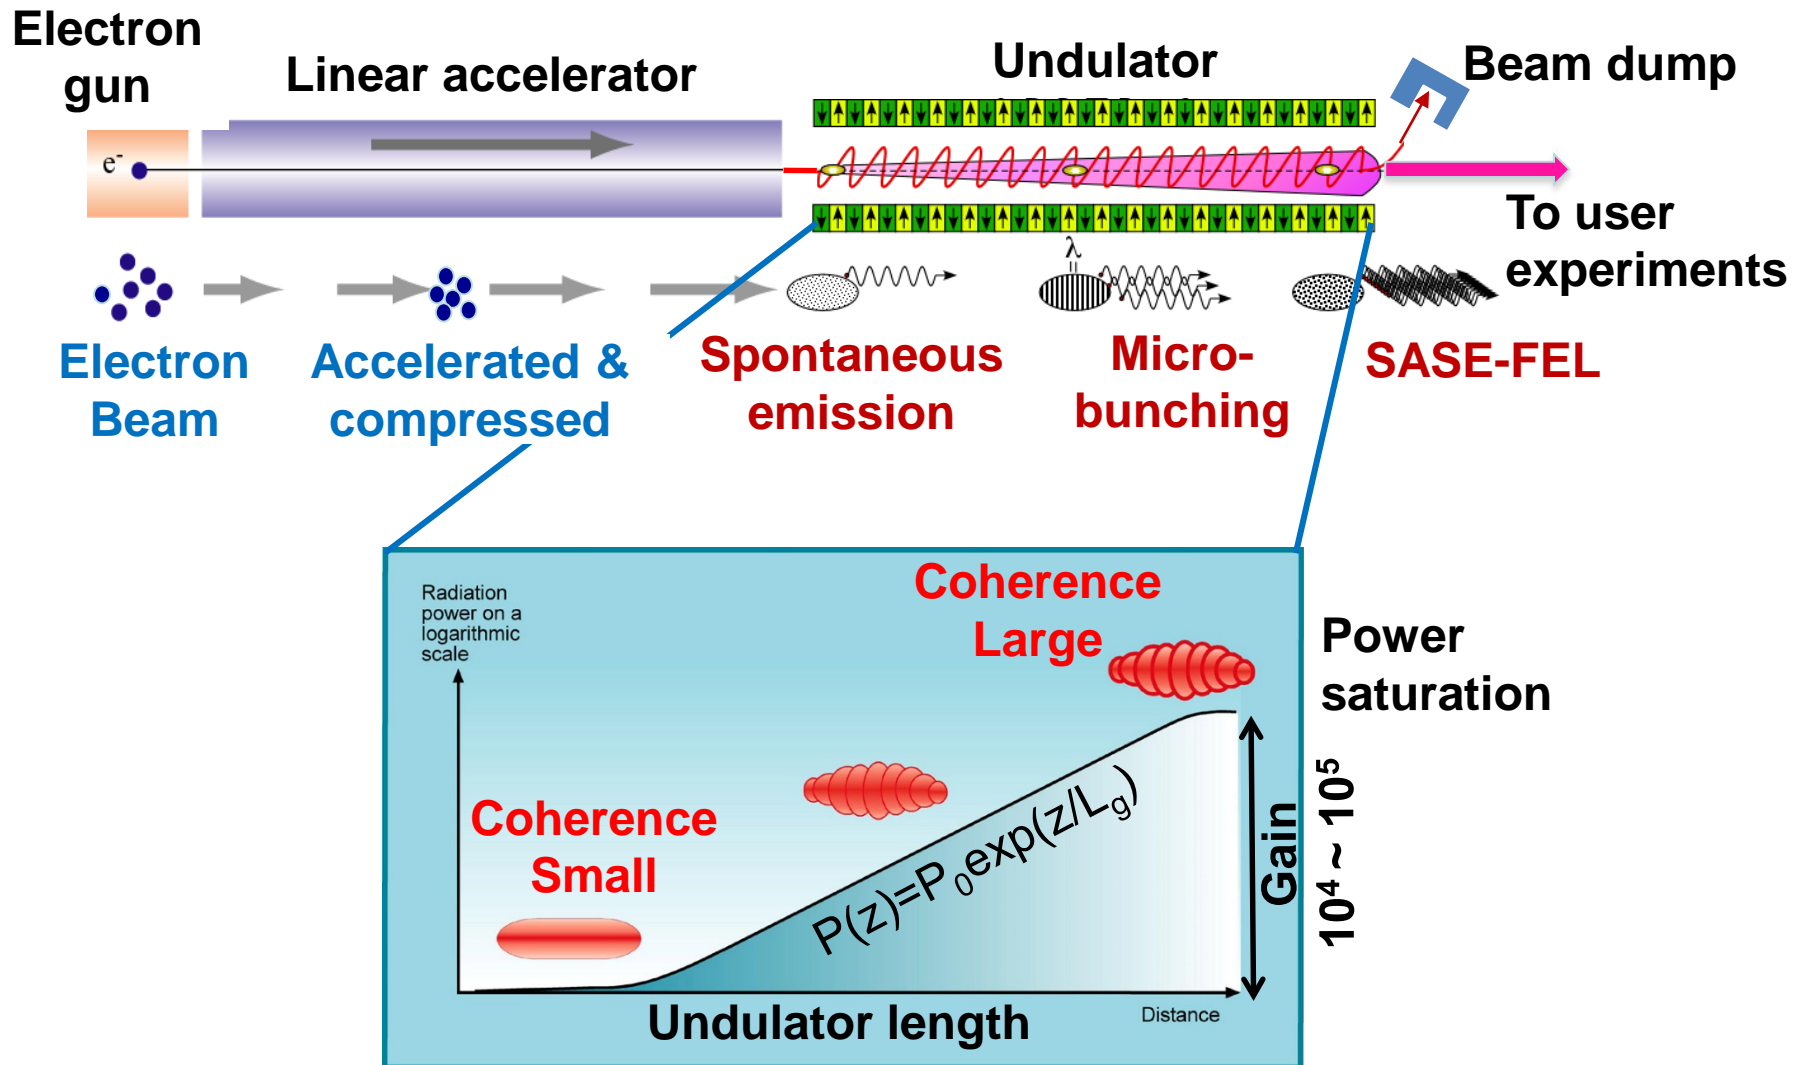 Electron
gun
Linear accelerator
Undulator
Beam dump
e-
To user
experiments
λ
Electron
Beam
Accelerated &
compressed
Spontaneous
emission
Micro-
bunching
SASE-FEL
Radiation
power on a
logarithmic
scale
Coherence
Large
Power
saturation
Coherence
Small
P(z)=P₀exp(z/Lg)
Gain
10⁴ ~ 10⁵
Undulator length
Distance